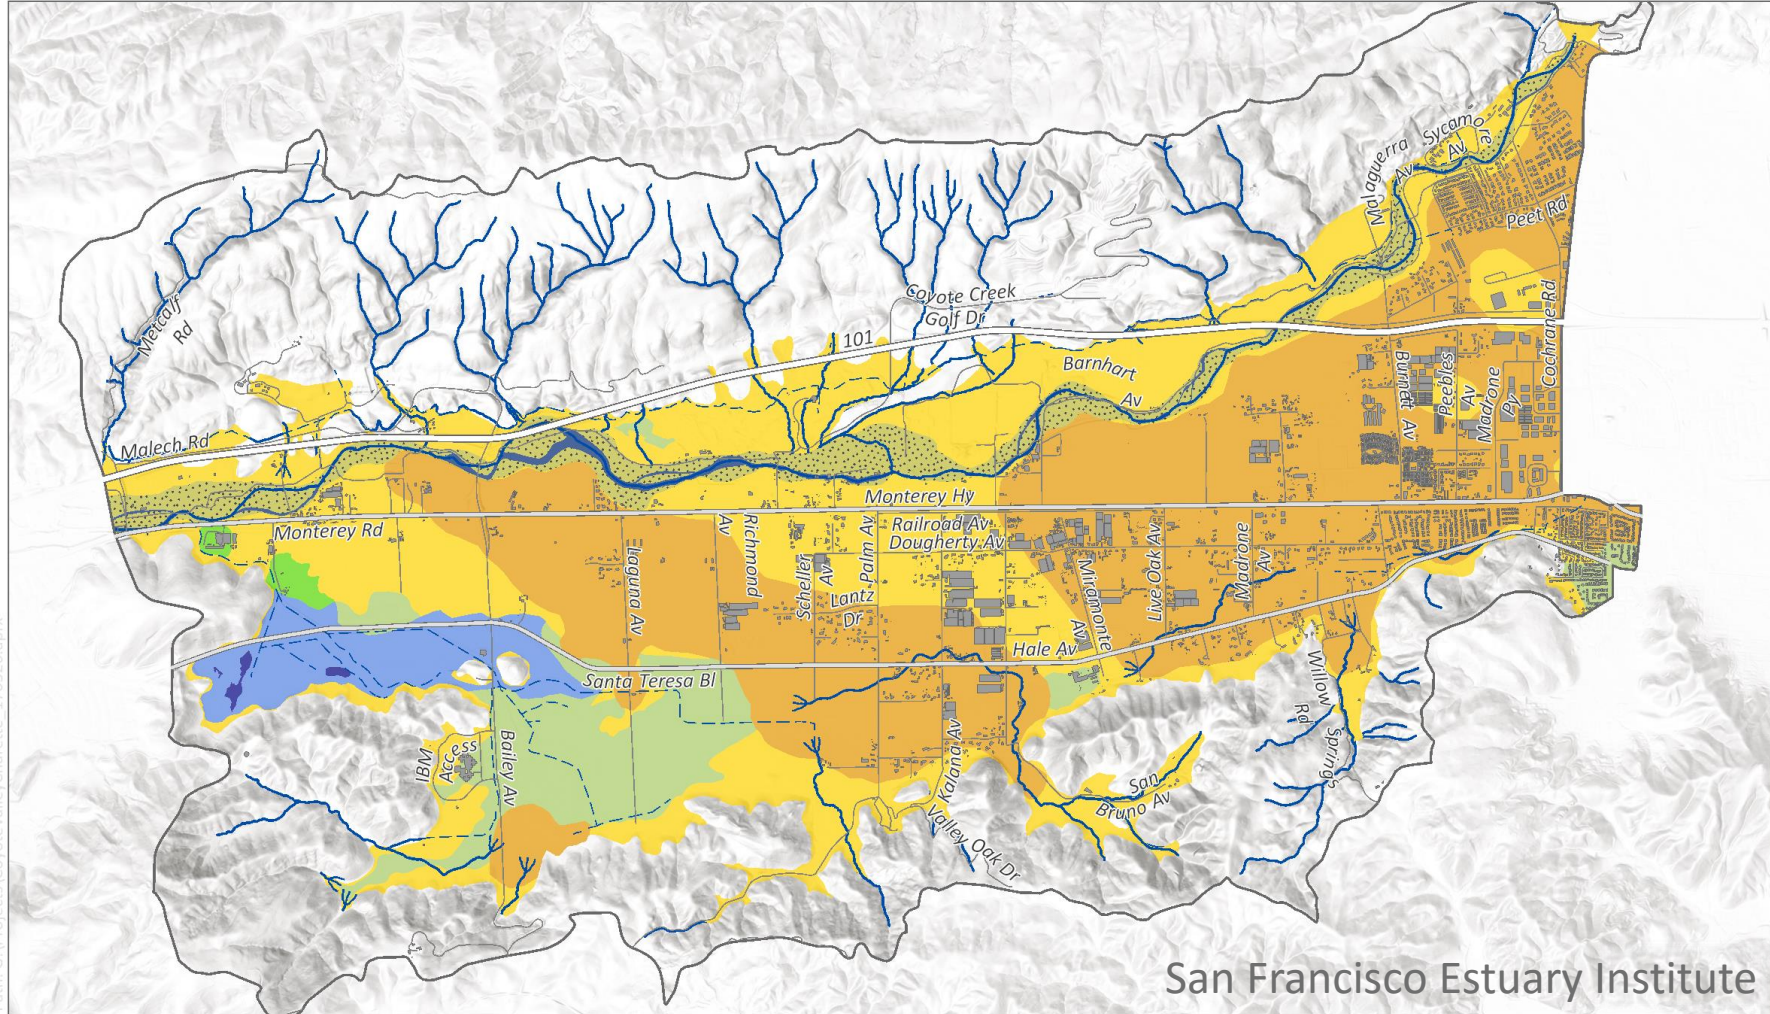 Malaguerra
Av
Sycamore
Av
Peet Rd
Metcalf
Rd
Coyote Creek
Golf Dr
101
Cochrane Rd
Barnhart
Av
Burnett Av
Peebles
Av
Madrone
Py
Malech Rd
Monterey Hy
Monterey Rd
Railroad Av
Dougherty Av
Laguna Av
Richmond
Av
Scheller
Av
Palm Av
Lantz
Dr
Miramonte
Av
Live Oak Av
Madrone
Av
Hale Av
Santa Teresa Bl
Willow
Springs
Rd
IBM
Access
Bailey Av
Kalana Av
San
Bruno Av
Valley Oak Dr
San Francisco Estuary Institute